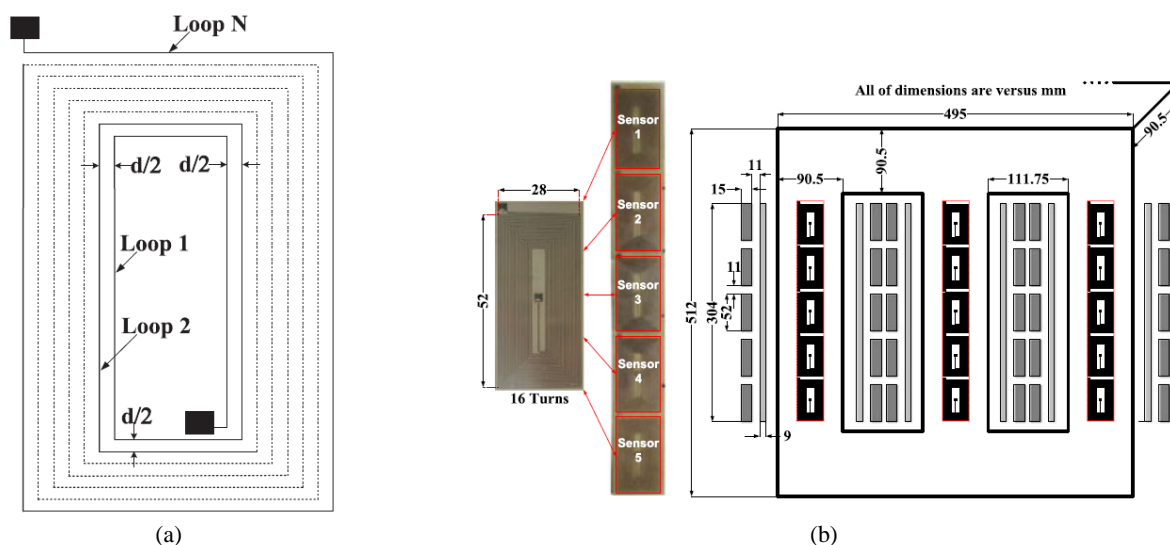 Loop N
d/2
d/2
Loop 1
Loop 2
d/2
(a)
28
52
16 Turns
Sensor
1
Sensor
2
Sensor
3
Sensor
4
Sensor
5
All of dimensions are versus mm
495
90.5
11
90.5
90.5
111.75
15
11
512
304
52
9
(b)